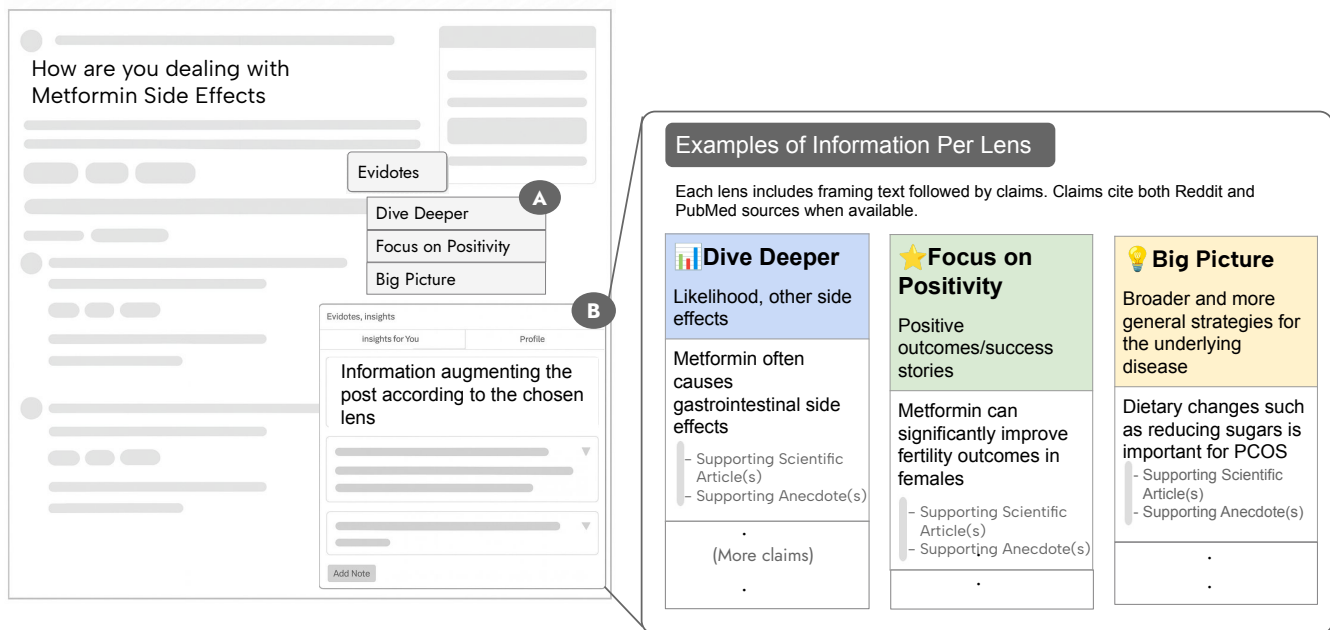 How are you dealing with
Metformin Side Effects
Evidotes
A
Dive Deeper
Focus on Positivity
Big Picture
B
Evidotes, insights
insights for You
Profile
Information augmenting the
post according to the chosen
lens
Add Note
Examples of Information Per Lens
Each lens includes framing text followed by claims. Claims cite both Reddit and
PubMed sources when available.
Dive Deeper
Likelihood, other side
effects
Metformin often
causes
gastrointestinal side
effects
- Supporting Scientific
Article(s)
- Supporting Anecdote(s)
.
(More claims)
.
Focus on
Positivity
Positive
outcomes/success
stories
Metformin can
significantly improve
fertility outcomes in
females
- Supporting Scientific
Article(s)
- Supporting Anecdote(s)
.
.
Big Picture
Broader and more
general strategies for
the underlying
disease
Dietary changes such
as reducing sugars is
important for PCOS
- Supporting Scientific
Article(s)
- Supporting Anecdote(s)
.
.